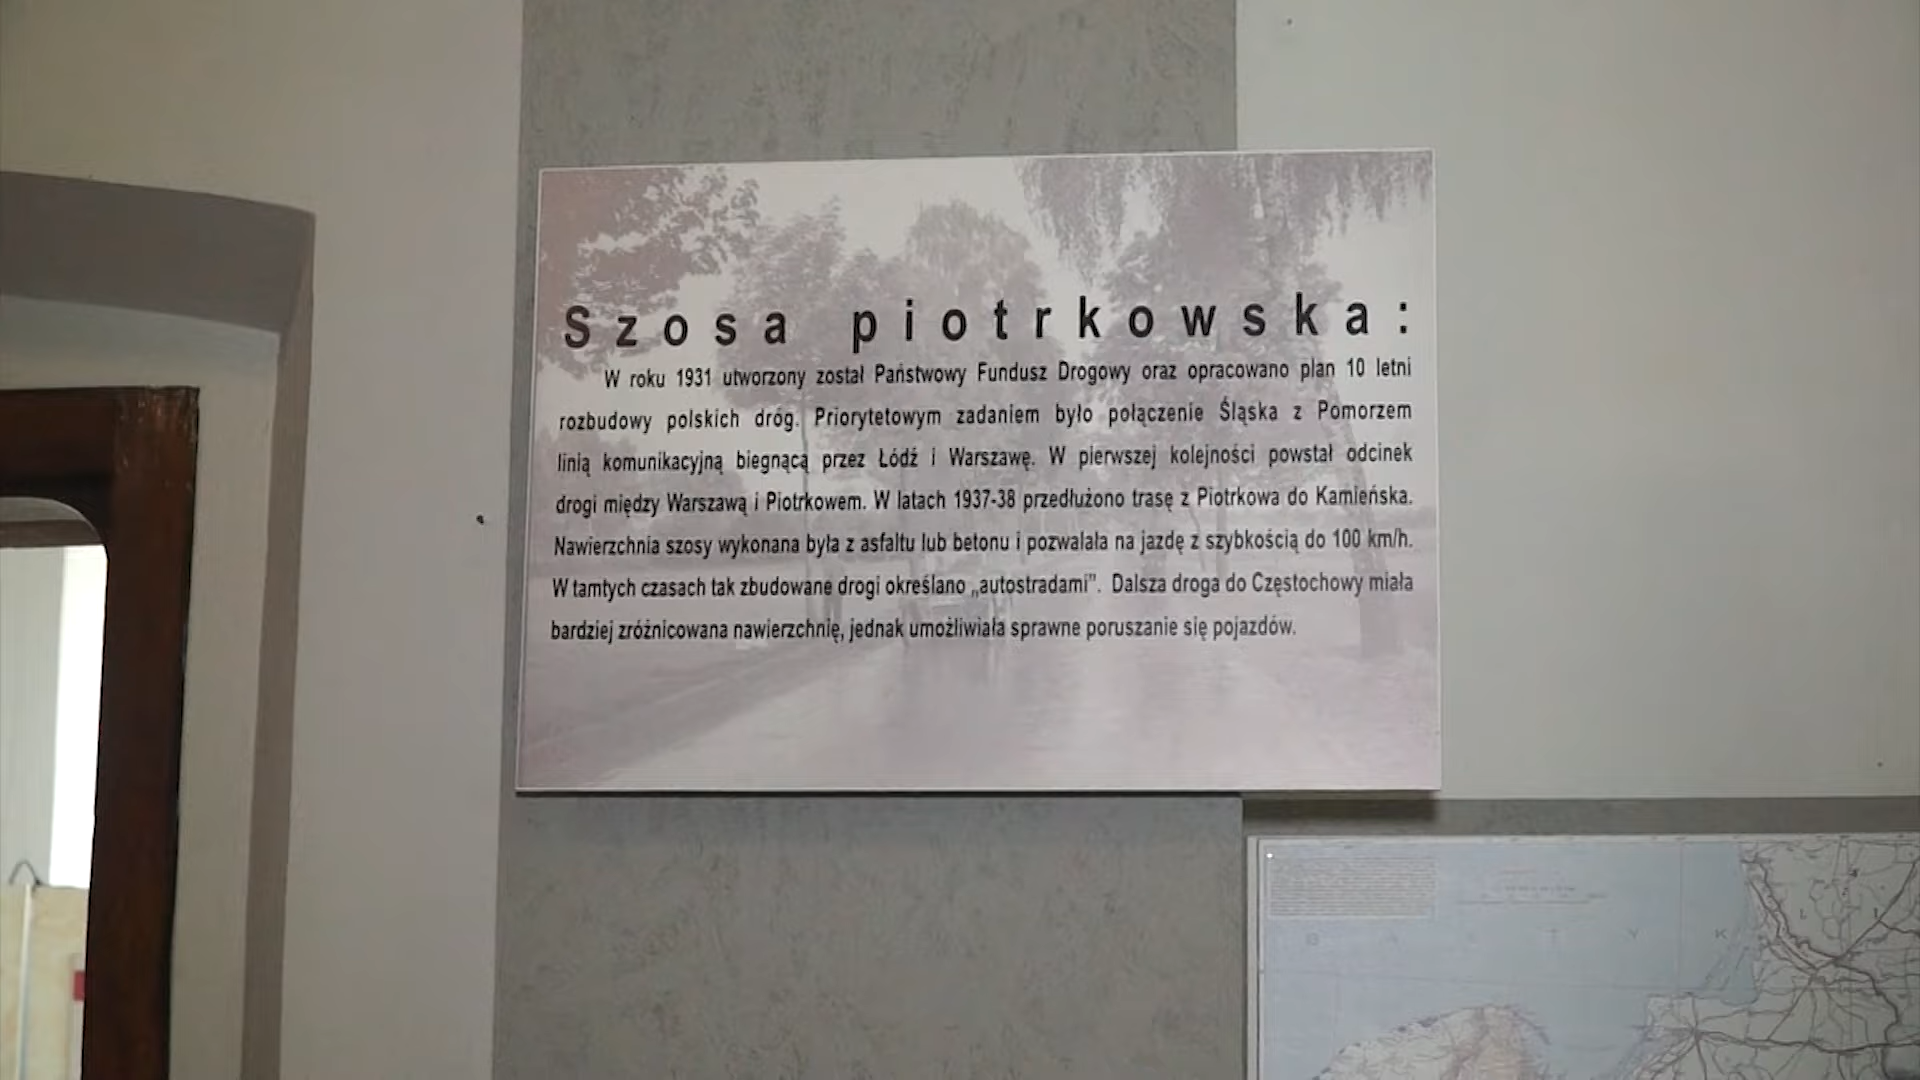 Szosa piotrkowska:
W roku 1931 utworzony został Państwowy Fundusz Drogowy oraz opracowano plan 10 letni
rozbudowy polskich dróg. Priorytetowym zadaniem było połączenie Śląska z Pomorzem
linią komunikacyjną biegnącą przez Łódź i Warszawę. W pierwszej kolejności powstał odcinek
drogi między Warszawą i Piotrkowem. W latach 1937-38 przedłużono trasę z Piotrkowa do Kamieńska.
Nawierzchnia szosy wykonana była z asfaltu lub betonu i pozwalała na jazdę z szybkością do 100 km/h.
W tamtych czasach tak zbudowane drogi określano „autostradami”. Dalsza droga do Częstochowy miała
bardziej zróżnicowana nawierzchnię, jednak umożliwiała sprawne poruszanie się pojazdów.
B A Ł T Y K